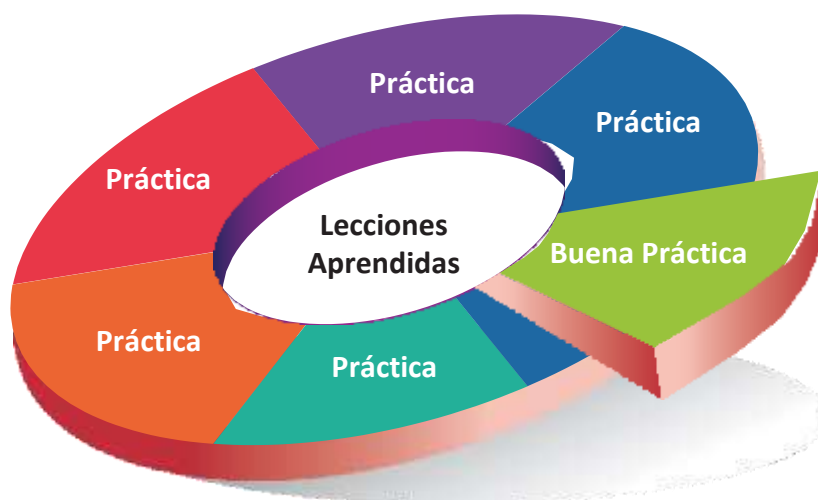 Práctica
Práctica
Práctica
Lecciones
Aprendidas
Buena Práctica
Práctica
Práctica